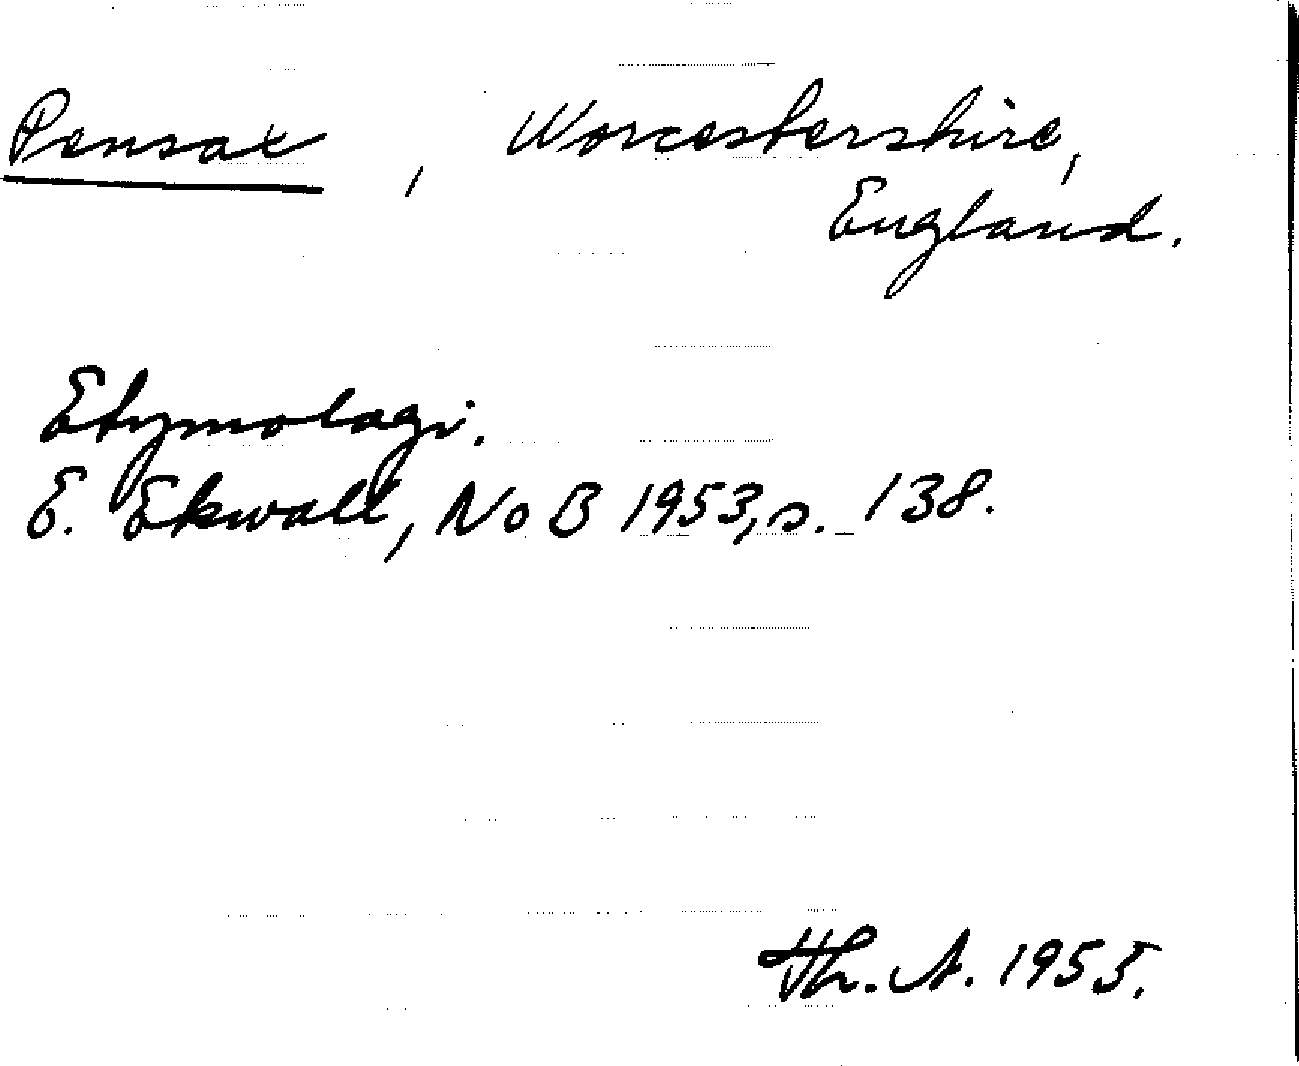 Pensax, Worcestershire,
England.
Etymologi.
E. Ekwall, NoB 1953, s. 138.
Th. A. 1955.